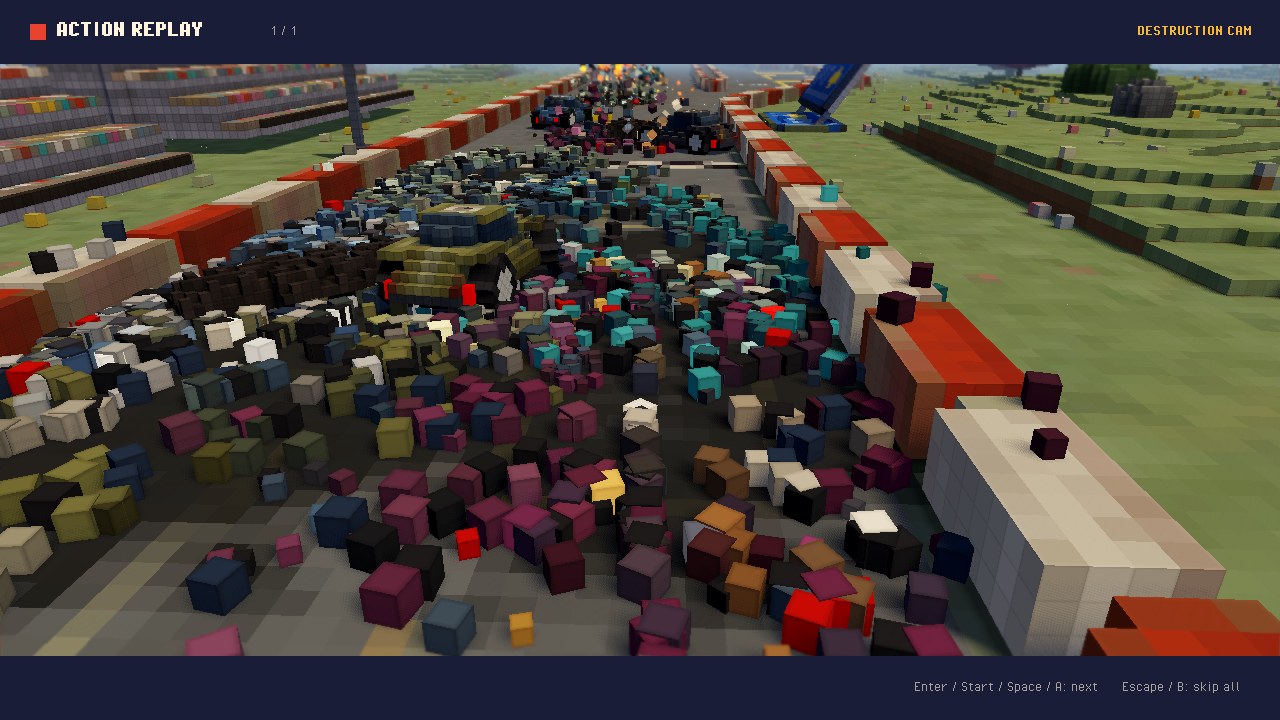 ACTION REPLAY
1 / 1
DESTRUCTION CAM
Enter / Start / Space / A: next
Escape / B: skip all